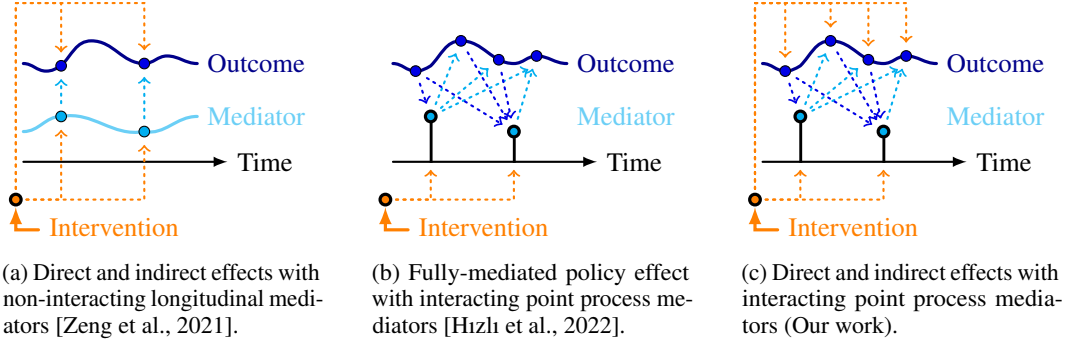 Outcome
Mediator
Time
Intervention
(a) Direct and indirect effects with
non-interacting longitudinal medi-
ators [Zeng et al., 2021].
Outcome
Mediator
Time
Intervention
(b) Fully-mediated policy effect
with interacting point process me-
diators [Hızlı et al., 2022].
Outcome
Mediator
Time
Intervention
(c) Direct and indirect effects with
interacting point process media-
tors (Our work).